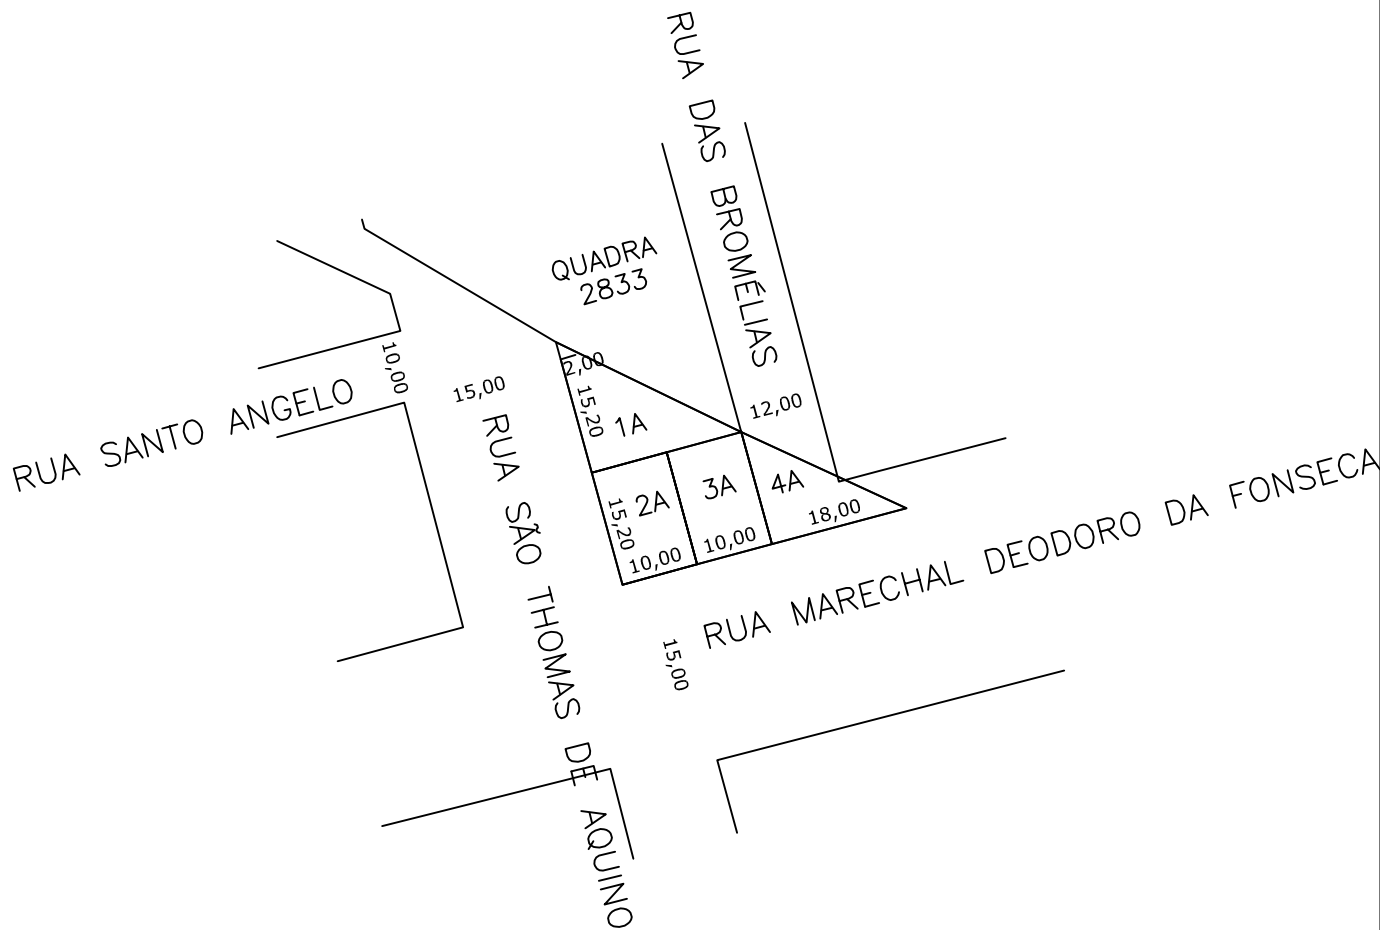 RUA DAS BROMÉLIAS
QUADRA
2833
10,00
15,00
2,00
15,20
1A
12,00
RUA SANTO ANGELO
RUA SÃO THOMAS DE AQUINO
15,20
2A
10,00
3A
10,00
4A
18,00
RUA MARECHAL DEODORO DA FONSECA
15,00